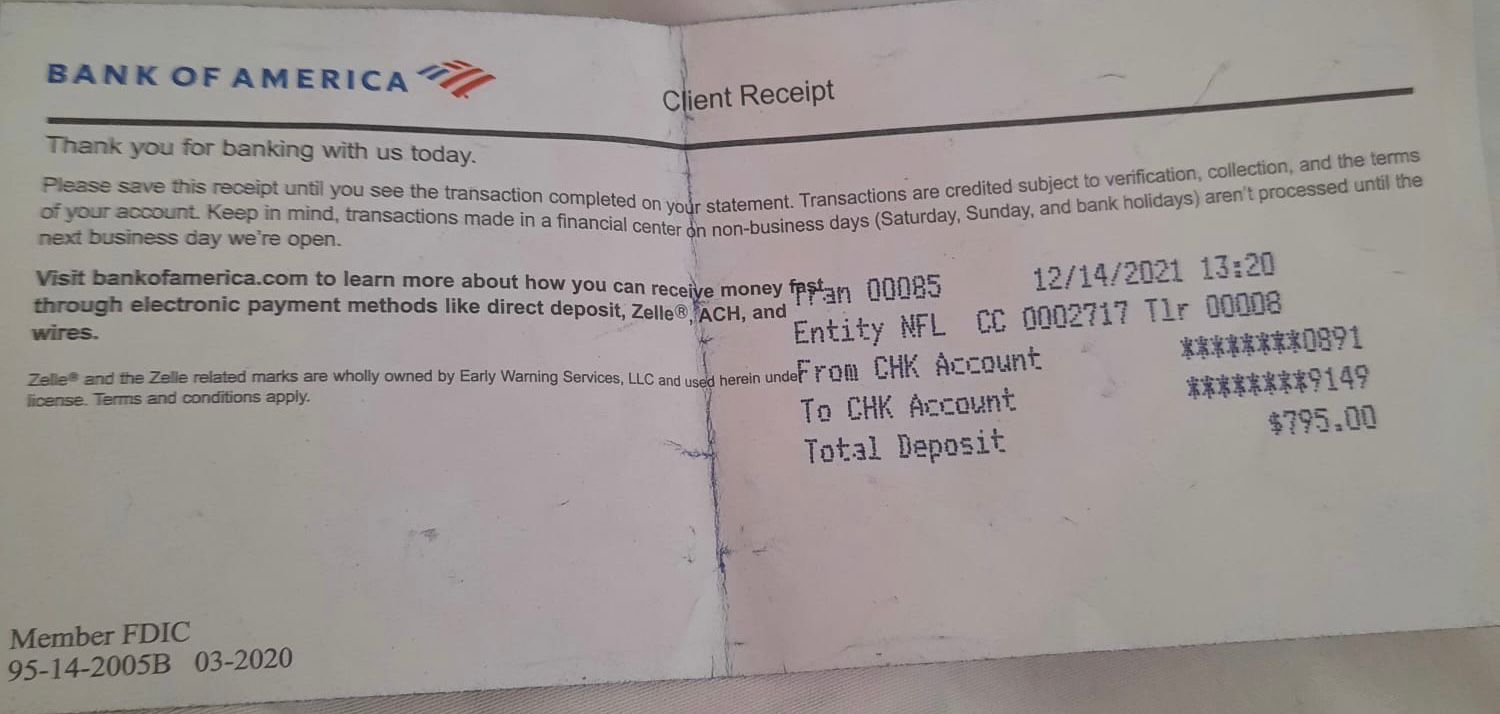 BANK OF AMERICA
Client Receipt
Thank you for banking with us today.
Please save this receipt until you see the transaction completed on your statement. Transactions are credited subject to verification, collection, and the terms
of your account. Keep in mind, transactions made in a financial center on non-business days (Saturday, Sunday, and bank holidays) aren't processed until the
next business day we're open.
Visit bankofamerica.com to learn more about how you can receive money fast
through electronic payment methods like direct deposit, Zelle®, ACH, and
wires.
Zelle® and the Zelle related marks are wholly owned by Early Warning Services, LLC and used herein under
license. Terms and conditions apply.
Tran 00085 12/14/2021 13:20
Entity NFL CC 0002717 Tlr 00008
From CHK Account ********0891
To CHK Account ********9149
Total Deposit $795.00
Member FDIC
95-14-2005B 03-2020